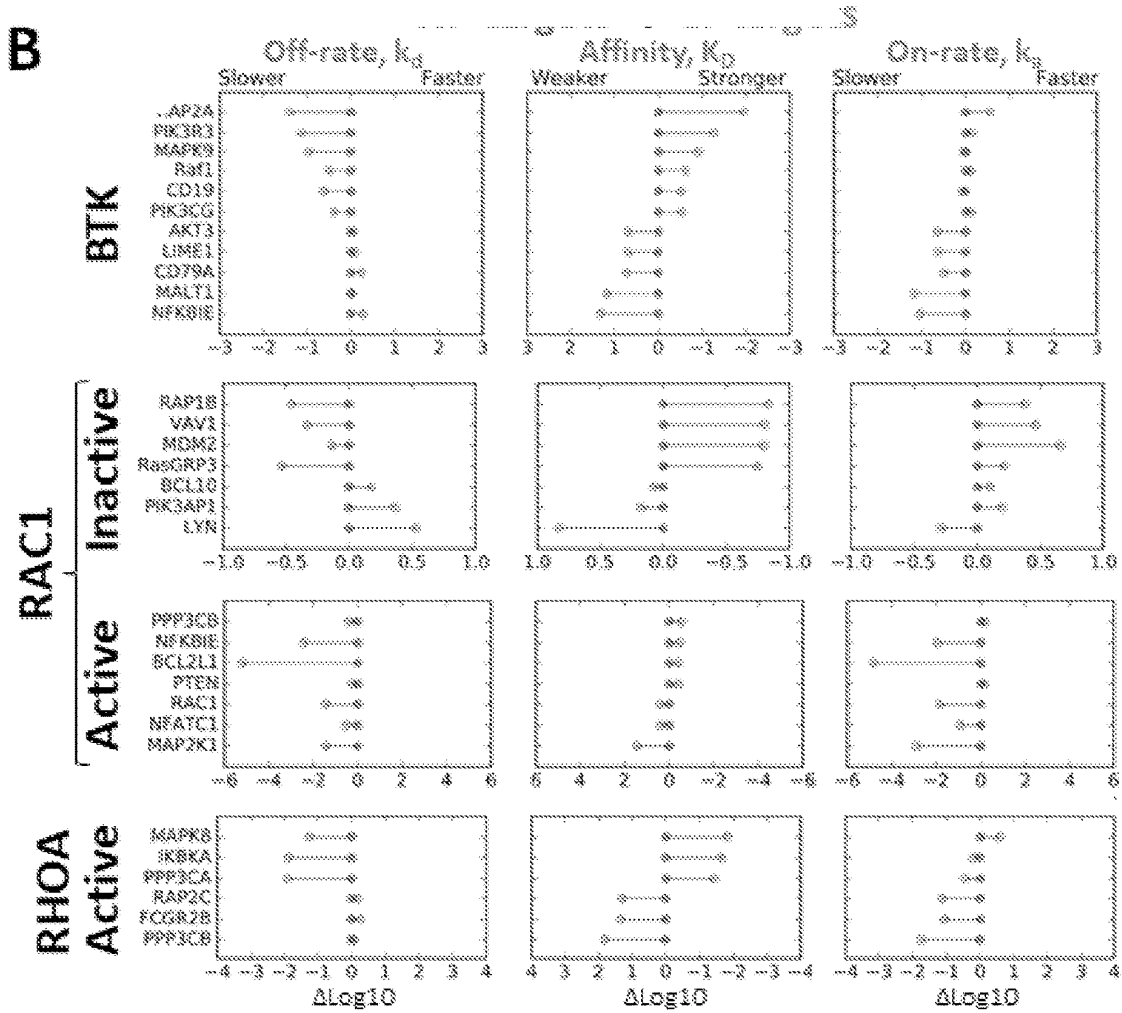 B
Off-rate, kd Affinity, KD On-rate, ka
Slower Faster Weaker Stronger Slower Faster
BTK
..AP2A
PIK3R3
MAPK9
Raf1
CD19
PIK3CG
AKT3
LIME1
CD79A
MALT1
NFKBIE
−3 −2 −1 0 1 2 3 3 2 1 0 −1 −2 −3 −3 −2 −1 0 1 2 3
RAC1
Inactive
RAP1B
VAV1
MDM2
RasGRP3
BCL10
PIK3AP1
LYN
−1.0 −0.5 0.0 0.5 1.0 1.0 0.5 0.0 −0.5 −1.0 −1.0 −0.5 0.0 0.5 1.0
Active
PPP3CB
NFKBIE
BCL2L1
PTEN
RAC1
NFATC1
MAP2K1
−6 −4 −2 0 2 4 6 6 4 2 0 −2 −4 −6 −6 −4 −2 0 2 4 6
RHOA
Active
MAPK8
IKBKA
PPP3CA
RAP2C
FCGR2B
PPP3CB
−4 −3 −2 −1 0 1 2 3 4 4 3 2 1 0 −1 −2 −3 −4 −4 −3 −2 −1 0 1 2 3 4
ΔLog10 ΔLog10 ΔLog10